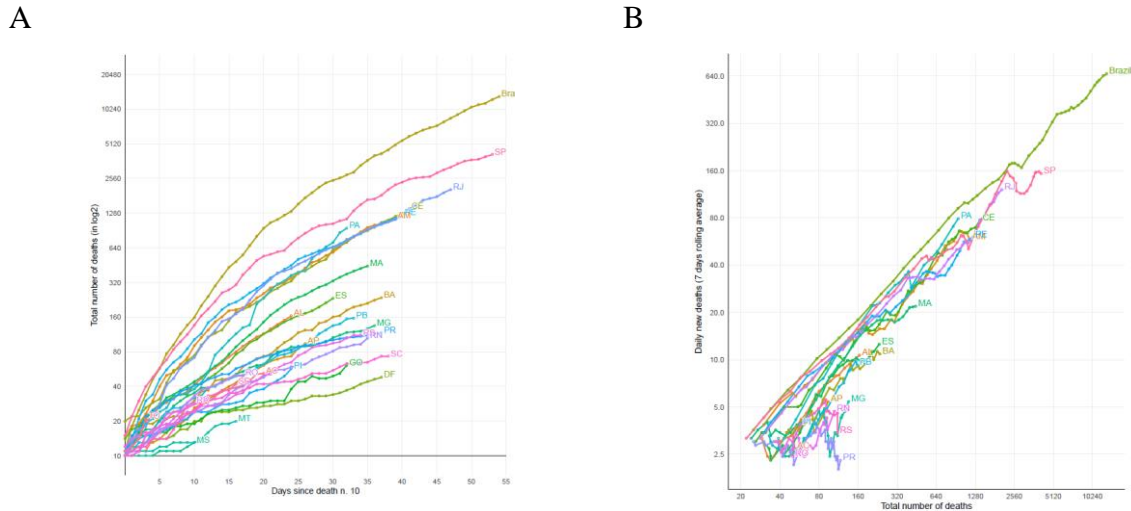 A
B
Total number of deaths (in log2)
20480
10240
5120
2560
1280
640
320
160
80
40
20
10
Bra
SP
RJ
CE
AM
PA
MA
ES
BA
AL
PB
MG
PR
RN
AP
SC
PI
GO
DF
MT
MS
5
10
15
20
25
30
35
40
45
50
55
Days since death n. 10
Daily new deaths (7 days rolling average)
640.0
320.0
160.0
80.0
40.0
20.0
10.0
5.0
2.5
Brazil
SP
RJ
PA
CE
MA
ES
BA
AP
MG
RN
RS
PR
20
40
80
160
320
640
1280
2560
5120
10240
Total number of deaths